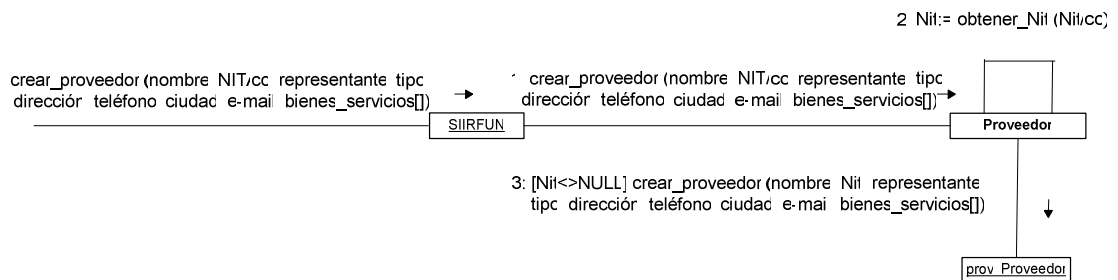 2 Nit:= obtener_Nit (Nit/cc)
crear_proveedor (nombre NIT/cc representante tipo
dirección teléfono ciudad e-mail bienes_servicios[])
1 crear_proveedor (nombre NIT/cc representante tipo
dirección teléfono ciudad e-mail bienes_servicios[])
SIIRFUN
Proveedor
3: [Nit<>NULL] crear_proveedor (nombre Nit representante
tipo dirección teléfono ciudad e-mail bienes_servicios[])
prov Proveedor